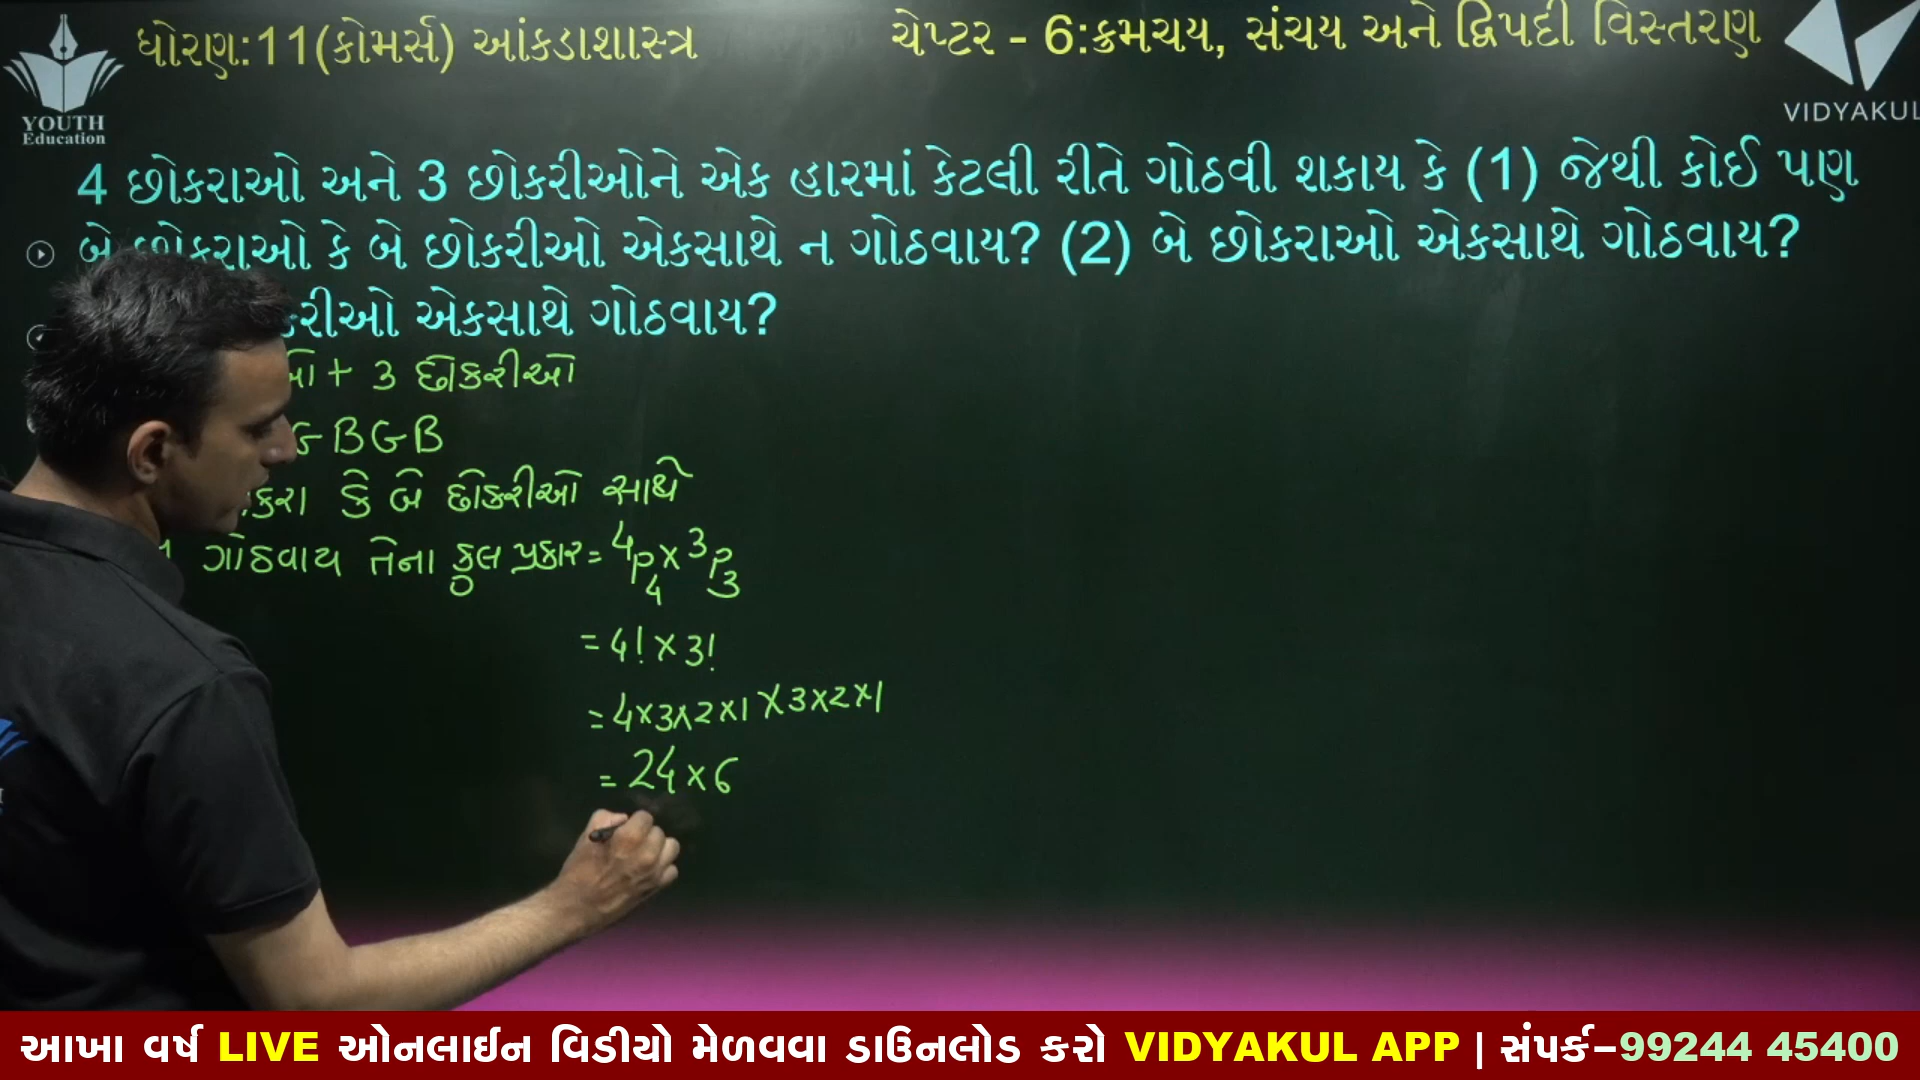 ધોરણ:11(કોમર્સ) આંકડાશાસ્ત્ર
ચેપ્ટર - 6:ક્રમચય, સંચય અને દ્વિપદી વિસ્તરણ
YOUTH
Education
VIDYAKUL
4 છોકરાઓ અને 3 છોકરીઓને એક હારમાં કેટલી રીતે ગોઠવી શકાય કે (1) જેથી કોઈ પણ
બે છોકરાઓ કે બે છોકરીઓ એકસાથે ન ગોઠવાય? (2) બે છોકરાઓ એકસાથે ગોઠવાય?
એકસાથે ગોઠવાય?
+ 3 છોકરીઓ
G B G B
કે બે છોકરીઓ સાથે
ગોઠવાય તેના કુલ પ્રકાર = ⁴P₄ × ³P₃
= 4! × 3!
= 4×3×2×1 × 3×2×1
= 24 × 6
આખા વર્ષ LIVE ઓનલાઈન વિડીયો મેળવવા ડાઉનલોડ કરો VIDYAKUL APP | સંપર્ક–99244 45400